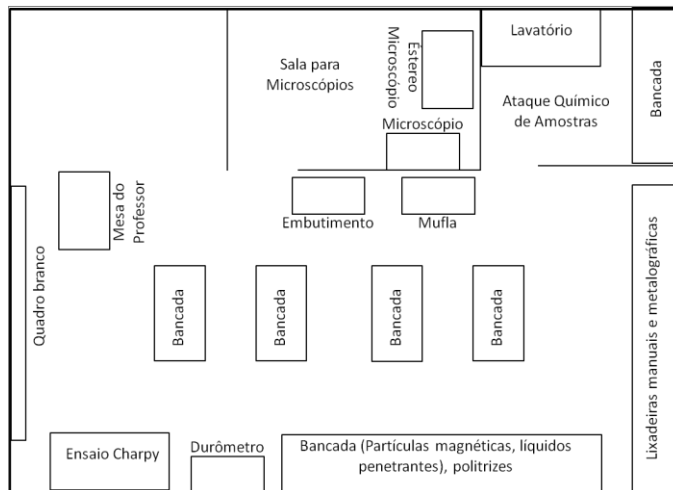 Lavatório
Sala para
Microscópios
Éstereo
Microscópio
Ataque Químico
de Amostras
Bancada
Microscópio
Mesa do
Professor
Embutimento
Mufla
Quadro branco
Bancada
Bancada
Bancada
Bancada
Lixadeiras manuais e metalográficas
Ensaio Charpy
Durômetro
Bancada (Partículas magnéticas, líquidos
penetrantes), politrizes